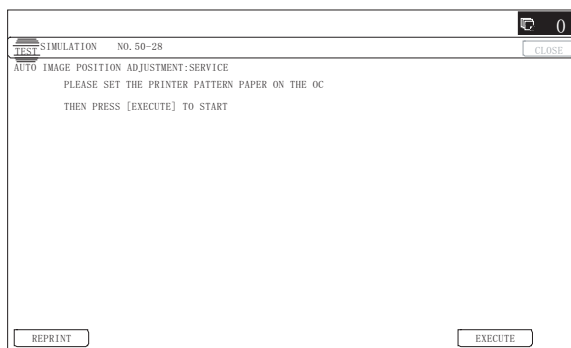 0
TEST SIMULATION NO.50-28 CLOSE
AUTO IMAGE POSITION ADJUSTMENT:SERVICE
PLEASE SET THE PRINTER PATTERN PAPER ON THE OC
THEN PRESS [EXECUTE] TO START
REPRINT EXECUTE